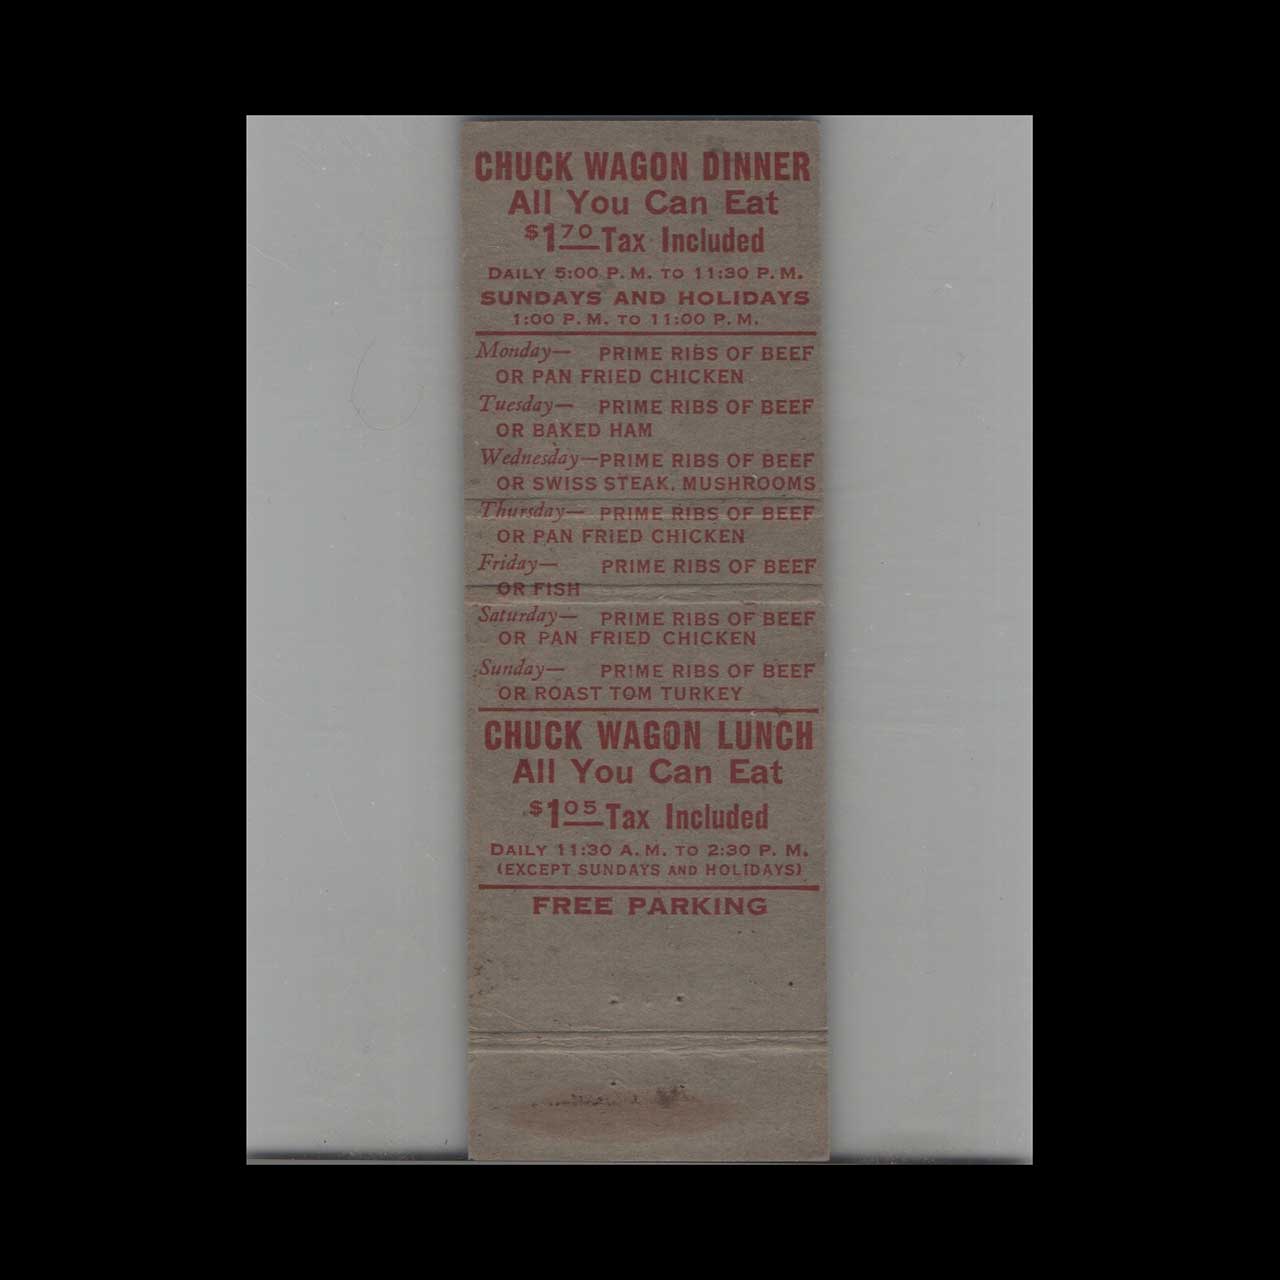 CHUCK WAGON DINNER
All You Can Eat
$1.70 Tax Included
DAILY 5:00 P.M. TO 11:30 P.M.
SUNDAYS AND HOLIDAYS
1:00 P.M. TO 11:00 P.M.
Monday— PRIME RIBS OF BEEF
OR PAN FRIED CHICKEN
Tuesday— PRIME RIBS OF BEEF
OR BAKED HAM
Wednesday—PRIME RIBS OF BEEF
OR SWISS STEAK, MUSHROOMS
Thursday— PRIME RIBS OF BEEF
OR PAN FRIED CHICKEN
Friday— PRIME RIBS OF BEEF
OR FISH
Saturday— PRIME RIBS OF BEEF
OR PAN FRIED CHICKEN
Sunday— PRIME RIBS OF BEEF
OR ROAST TOM TURKEY
CHUCK WAGON LUNCH
All You Can Eat
$1.05 Tax Included
DAILY 11:30 A.M. TO 2:30 P.M.
(EXCEPT SUNDAYS AND HOLIDAYS)
FREE PARKING